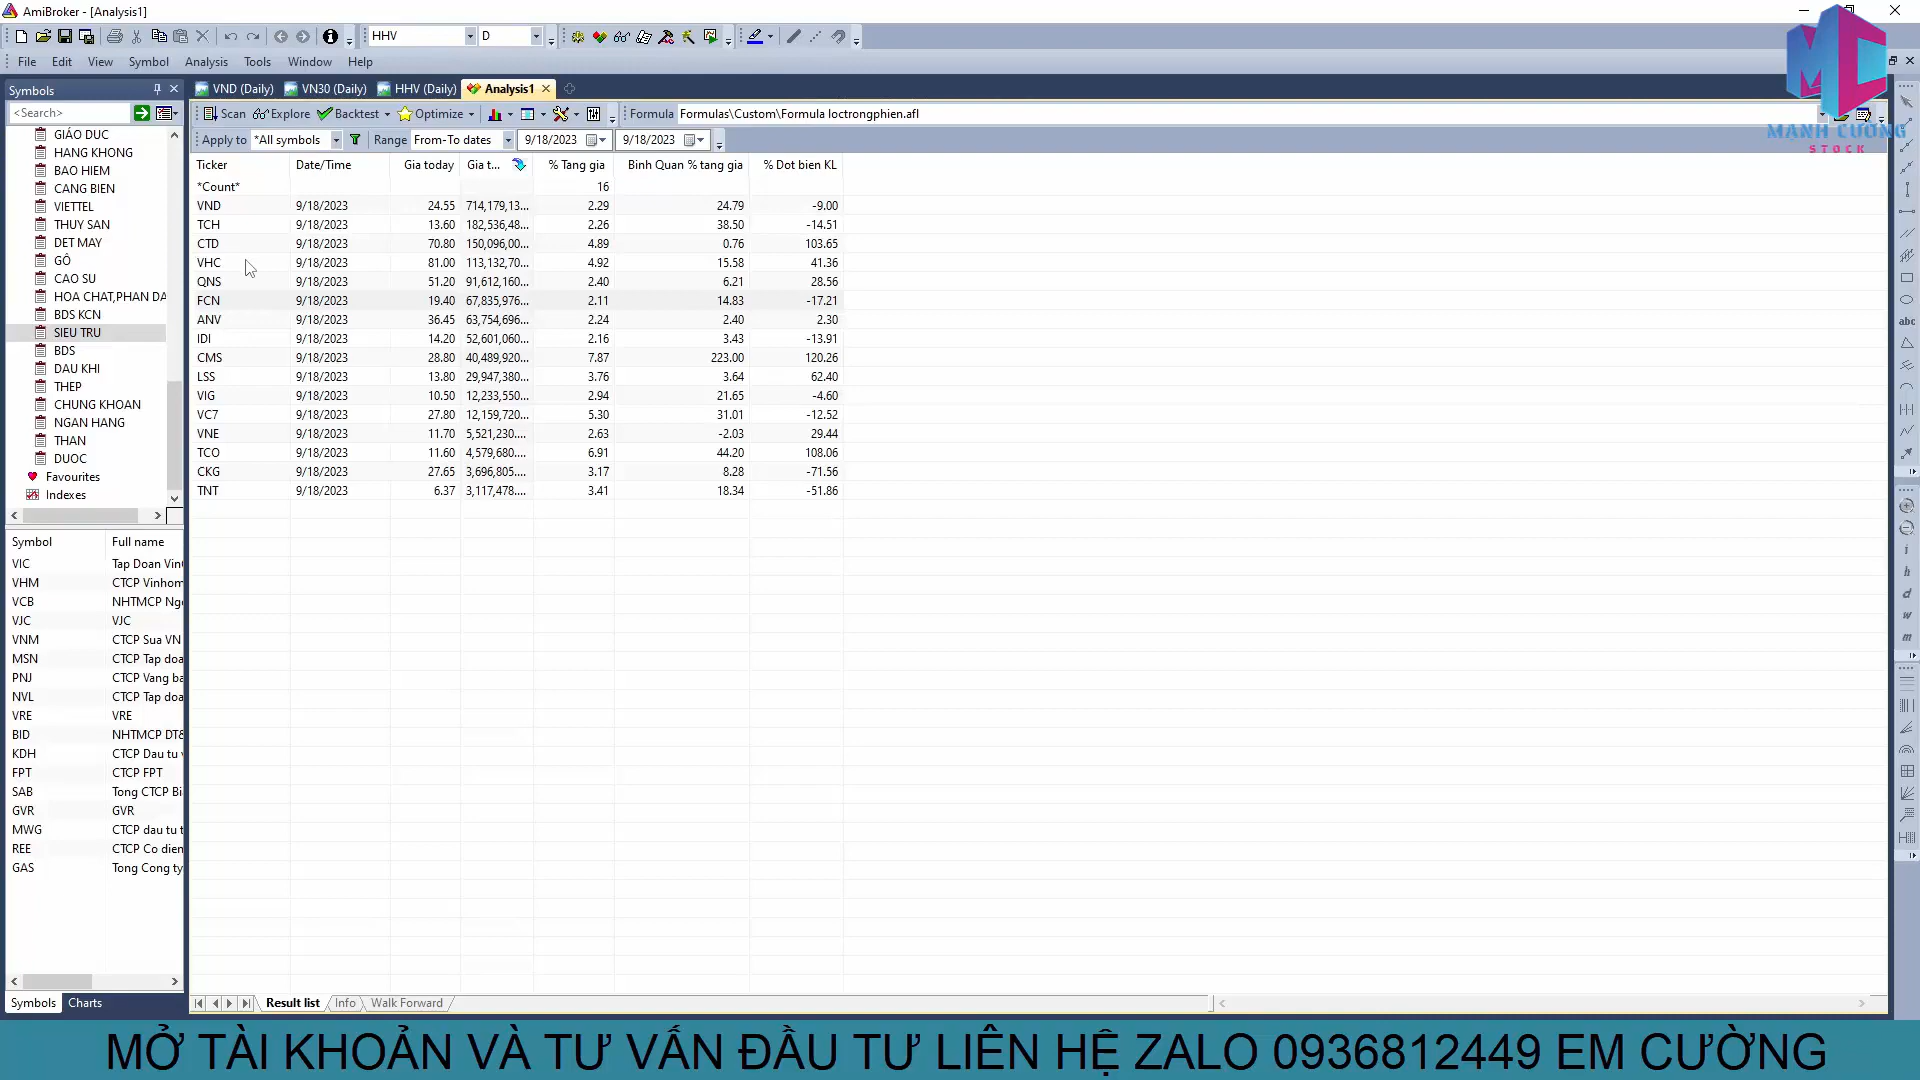 AmiBroker - [Analysis1]
HHV D
File Edit View Symbol Analysis Tools Window Help
MANH CUONG
STOCK
Symbols
<Search>
VND (Daily) VN30 (Daily) HHV (Daily) Analysis1
Scan Explore Backtest Optimize Formula Formulas\Custom\Formula loctrongphien.afl
Apply to *All symbols Range From-To dates 9/18/2023 9/18/2023
GIÁO DUC
HANG KHONG
BAO HIEM
CANG BIEN
VIETTEL
THUY SAN
DET MAY
GỖ
CAO SU
HOA CHAT,PHAN DA
BDS KCN
SIEU TRU
BDS
DAU KHI
THEP
CHUNG KHOAN
NGAN HANG
THAN
DUOC
Favourites
Indexes
Symbol Full name
VIC Tap Doan Vin
VHM CTCP Vinhom
VCB NHTMCP Ng
VJC VJC
VNM CTCP Sua VN
MSN CTCP Tap doa
PNJ CTCP Vang ba
NVL CTCP Tap doa
VRE VRE
BID NHTMCP DT&
KDH CTCP Dau tu v
FPT CTCP FPT
SAB Tong CTCP Bi
GVR GVR
MWG CTCP dau tu t
REE CTCP Co dien
GAS Tong Cong ty
Symbols Charts
Ticker Date/Time Gia today Gia t... % Tang gia Binh Quan % tang gia % Dot bien KL
*Count* 16
VND 9/18/2023 24.55 714,179,13... 2.29 24.79 -9.00
TCH 9/18/2023 13.60 182,536,48... 2.26 38.50 -14.51
CTD 9/18/2023 70.80 150,096,00... 4.89 0.76 103.65
VHC 9/18/2023 81.00 113,132,70... 4.92 15.58 41.36
QNS 9/18/2023 51.20 91,612,160... 2.40 6.21 28.56
FCN 9/18/2023 19.40 67,835,976... 2.11 14.83 -17.21
ANV 9/18/2023 36.45 63,754,696... 2.24 2.40 2.30
IDI 9/18/2023 14.20 52,601,060... 2.16 3.43 -13.91
CMS 9/18/2023 28.80 40,489,920... 7.87 223.00 120.26
LSS 9/18/2023 13.80 29,947,380... 3.76 3.64 62.40
VIG 9/18/2023 10.50 12,233,550... 2.94 21.65 -4.60
VC7 9/18/2023 27.80 12,159,720... 5.30 31.01 -12.52
VNE 9/18/2023 11.70 5,521,230.... 2.63 -2.03 29.44
TCO 9/18/2023 11.60 4,579,680.... 6.91 44.20 108.06
CKG 9/18/2023 27.65 3,696,805.... 3.17 8.28 -71.56
TNT 9/18/2023 6.37 3,117,478.... 3.41 18.34 -51.86
Result list Info Walk Forward
abc
i
h
d
w
m
MỞ TÀI KHOẢN VÀ TƯ VẤN ĐẦU TƯ LIÊN HỆ ZALO 0936812449 EM CƯỜNG